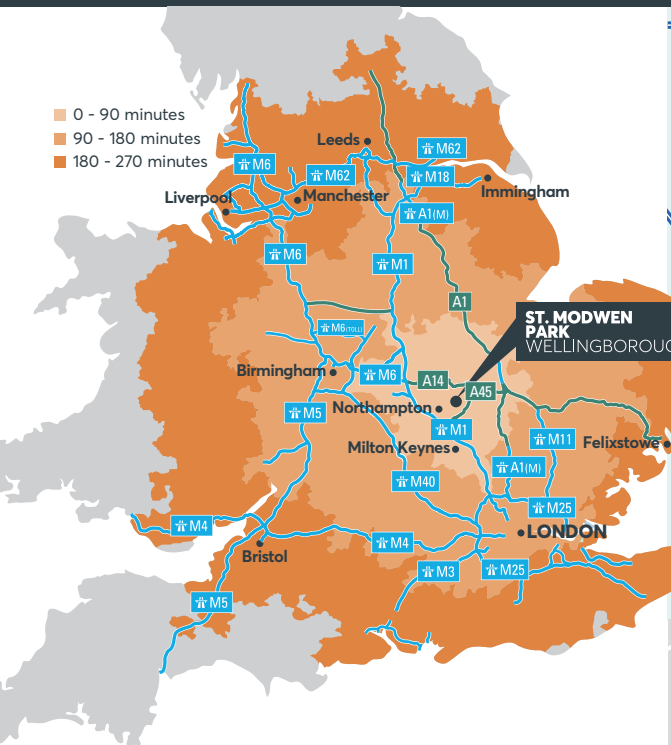 0 - 90 minutes
90 - 180 minutes
180 - 270 minutes
Leeds
M62
M6
M62
M18
Liverpool
Manchester
Immingham
A1(M)
M6
M1
A1
ST. MODWEN
PARK
WELLINGBOROUG
M6(TOLL)
Birmingham
M6
A14
A45
M5
Northampton
M1
M11
Felixstowe
Milton Keynes
A1(M)
M40
M25
M4
LONDON
M4
Bristol
M3
M25
M5